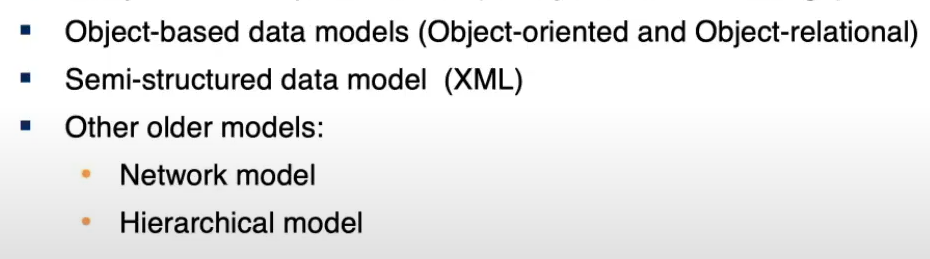 ▪ Object-based data models (Object-oriented and Object-relational)
▪ Semi-structured data model (XML)
▪ Other older models:
• Network model
• Hierarchical model